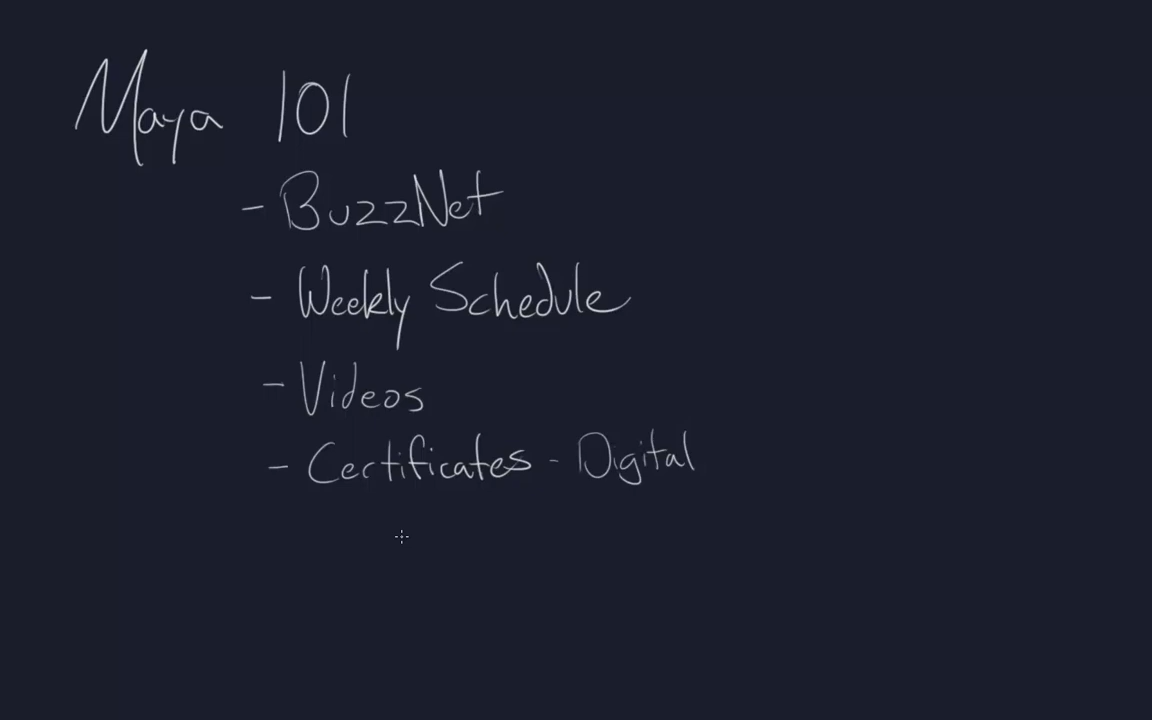 Maya 101
- BuzzNet
- Weekly Schedule
- Videos
- Certificates - Digital